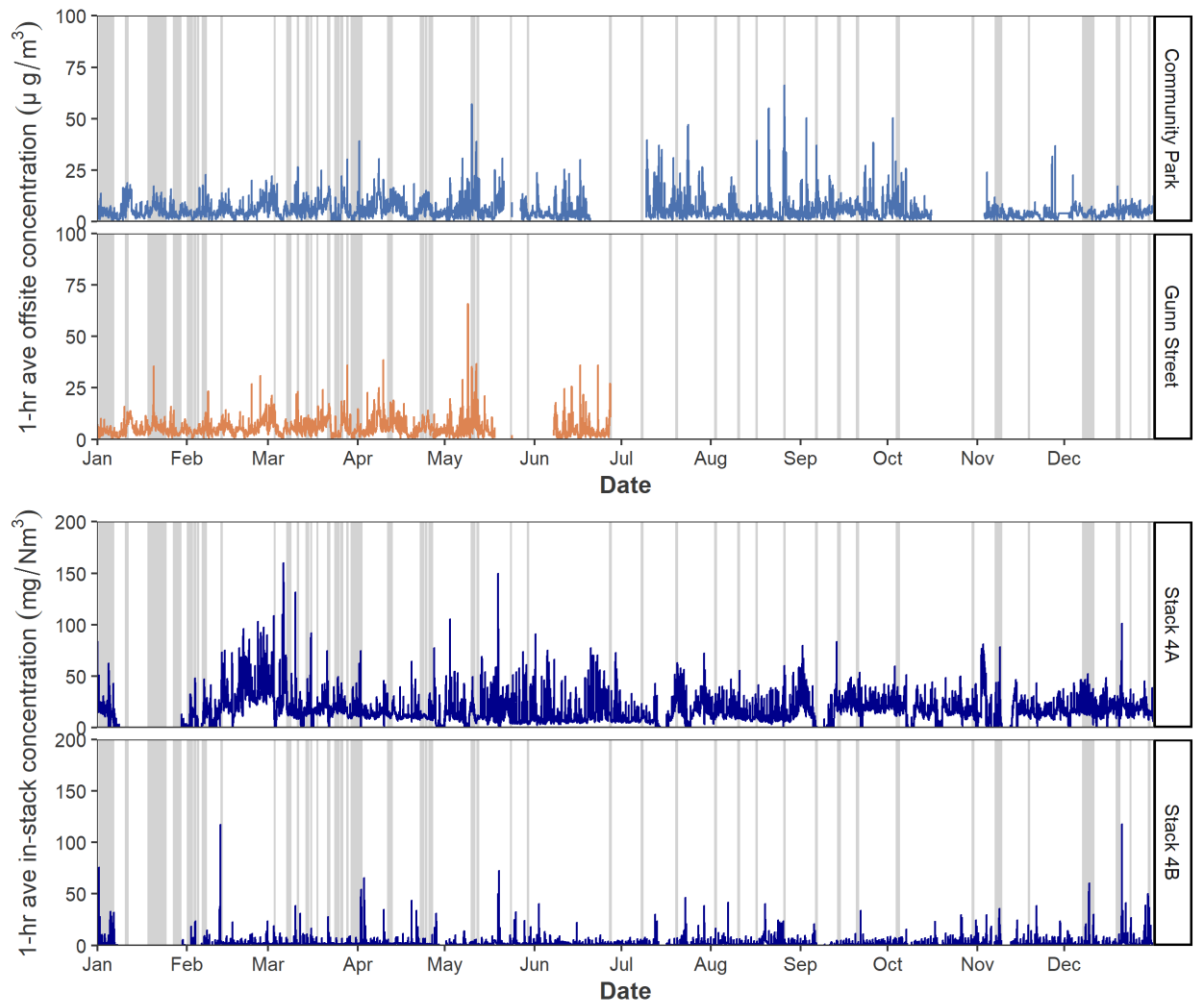 1-hr ave offsite concentration (μ g/m³)
100
75
50
25
0
Community Park
100
75
50
25
0
Gunn Street
Jan Feb Mar Apr May Jun Jul Aug Sep Oct Nov Dec
Date
1-hr ave in-stack concentration (mg/Nm³)
200
150
100
50
0
Stack 4A
200
150
100
50
0
Stack 4B
Jan Feb Mar Apr May Jun Jul Aug Sep Oct Nov Dec
Date